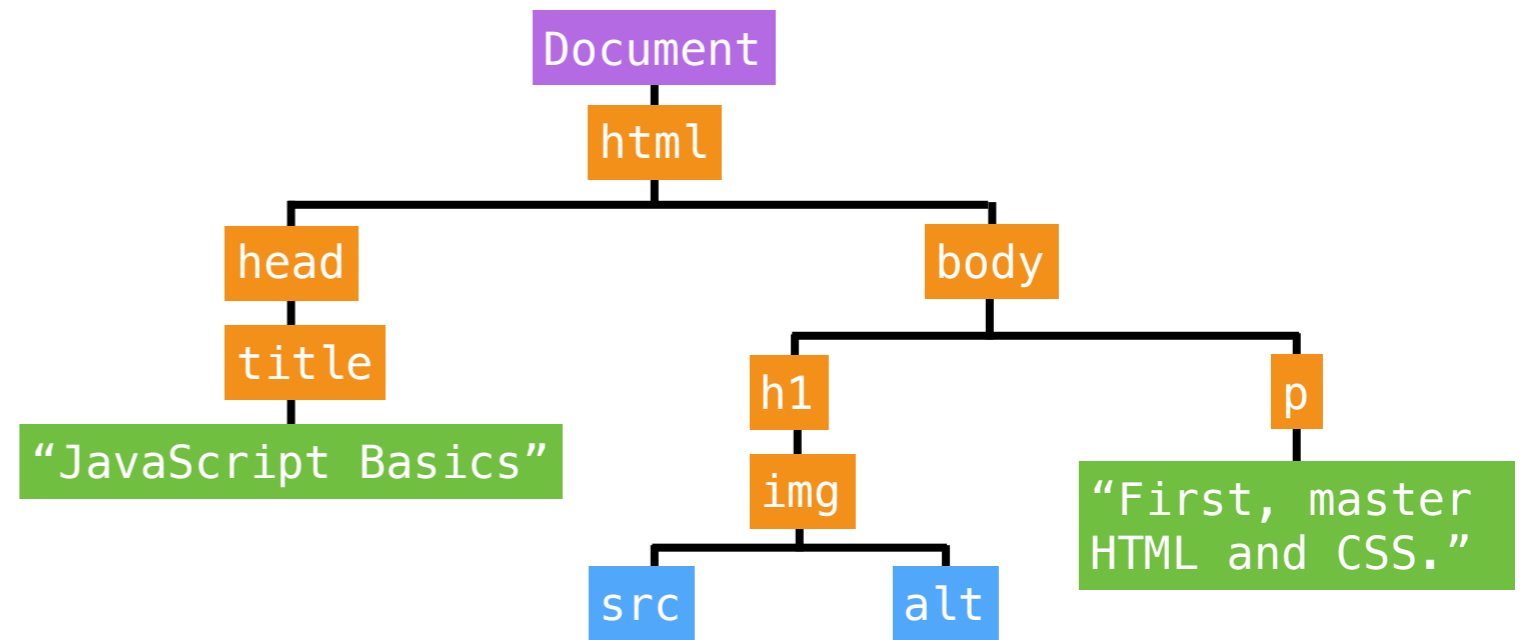 Document
html
head
body
title
h1
p
“JavaScript Basics”
img
“First, master
HTML and CSS.”
src
alt